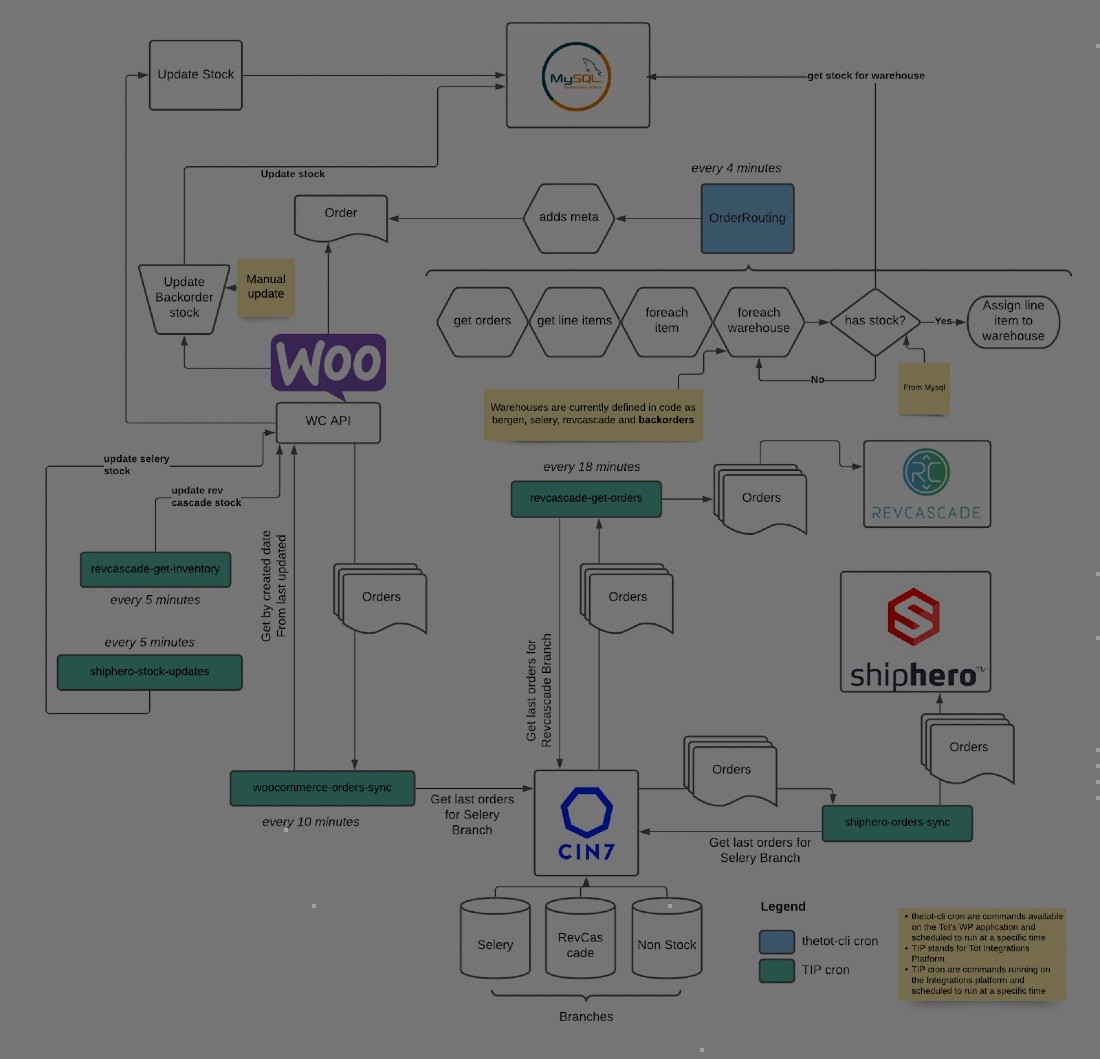 Update Stock
MySQL
get stock for warehouse
Update stock
every 4 minutes
Order
adds meta
OrderRouting
Update
Backorder
stock
Manual
update
get orders
get line items
foreach
item
foreach
warehouse
has stock?
Yes
Assign line
item to
warehouse
No
From Mysql
WOO
Warehouses are currently defined in code as
bergen, selery, revcascade and backorders
WC API
update selery
stock
every 18 minutes
update rev
cascade stock
revcascade-get-orders
Orders
RC
REVCASCADE
Get by created date
From last updated
revcascade-get-inventory
every 5 minutes
Orders
Orders
every 5 minutes
shiphero-stock-updates
Get last orders for
Revcascade Branch
shiphero™
Orders
Orders
woocommerce-orders-sync
every 10 minutes
Get last orders
for Selery
Branch
CIN7
shiphero-orders-sync
Get last orders for
Selery Branch
Selery
RevCas
cade
Non Stock
Branches
Legend
thetot-cli cron
TIP cron
• thetot-cli cron are commands available
on the Tot's WP application and
scheduled to run at a specific time
• TIP stands for Tot Integrations
Platform
• TIP cron are commands running on
the Integrations platform and
scheduled to run at a specific time